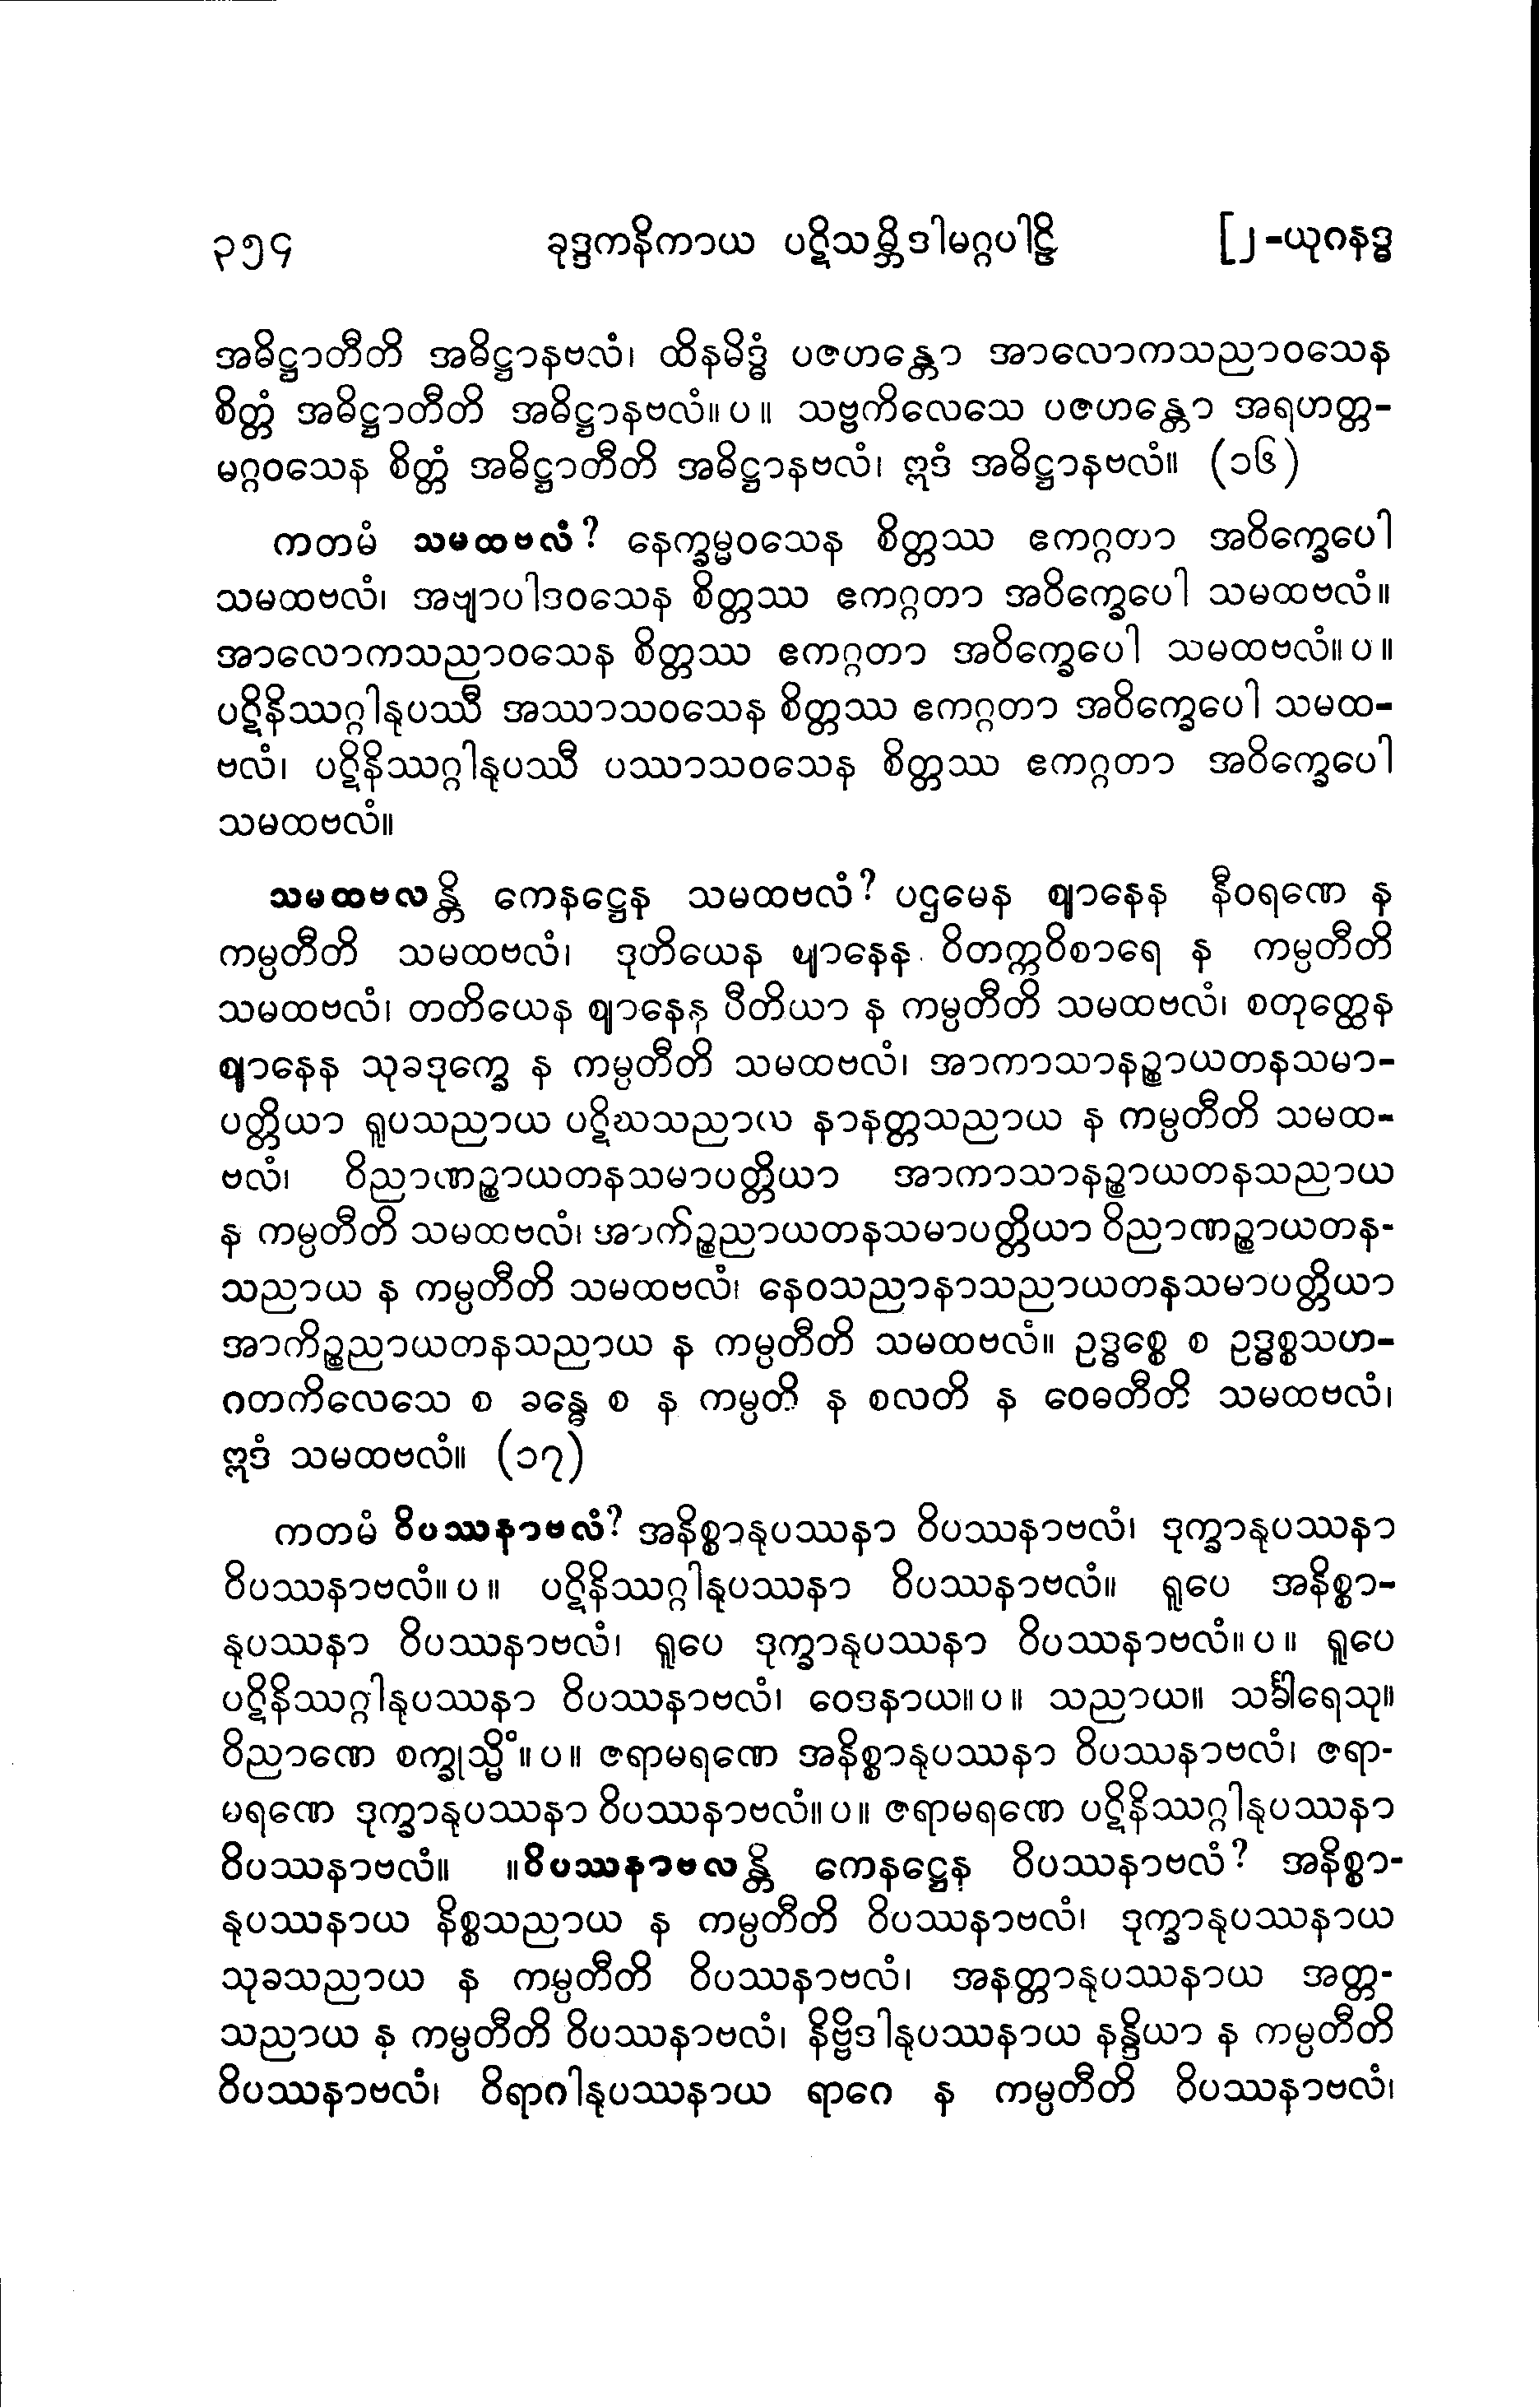 ၃၅၄ ခုဒ္ဒကနိကာယ ပဋိသမ္ဘိဒါမဂ္ဂပါဠိ [၂-ယုဂနဒ္ဓ
အဓိဋ္ဌာတီတိ အဓိဋ္ဌာနဗလံ၊ ထိနမိဒ္ဓံ ပဇဟန္တော အာလောကသညာဝသေန
စိတ္တံ အဓိဋ္ဌာတီတိ အဓိဋ္ဌာနဗလံ။ ပ ။ သဗ္ဗကိလေသေ ပဇဟန္တော အရဟတ္တ-
မဂ္ဂဝသေန စိတ္တံ အဓိဋ္ဌာတီတိ အဓိဋ္ဌာနဗလံ၊ ဣဒံ အဓိဋ္ဌာနဗလံ။ (၁၆)
ကတမံ သမထဗလံ? နေက္ခမ္မဝသေန စိတ္တဿ ဧကဂ္ဂတာ အဝိက္ခေပေါ
သမထဗလံ၊ အဗျာပါဒဝသေန စိတ္တဿ ဧကဂ္ဂတာ အဝိက္ခေပေါ သမထဗလံ။
အာလောကသညာဝသေန စိတ္တဿ ဧကဂ္ဂတာ အဝိက္ခေပေါ သမထဗလံ။ ပ ။
ပဋိနိဿဂ္ဂါနုပဿီ အဿာသဝသေန စိတ္တဿ ဧကဂ္ဂတာ အဝိက္ခေပေါ သမထ-
ဗလံ၊ ပဋိနိဿဂ္ဂါနုပဿီ ပဿာသဝသေန စိတ္တဿ ဧကဂ္ဂတာ အဝိက္ခေပေါ
သမထဗလံ။
သမထဗလန္တိ ကေနဋ္ဌေန သမထဗလံ? ပဌမေန ဈာနေန နီဝရဏေ န
ကမ္ပတီတိ သမထဗလံ၊ ဒုတိယေန ဈာနေန ဝိတက္ကဝိစာရေ န ကမ္ပတီတိ
သမထဗလံ၊ တတိယေန ဈာနေန ပီတိယာ န ကမ္ပတီတိ သမထဗလံ၊ စတုတ္ထေန
ဈာနေန သုခဒုက္ခေ န ကမ္ပတီတိ သမထဗလံ၊ အာကာသာနဉ္စာယတနသမာ-
ပတ္တိယာ ရူပသညာယ ပဋိဃသညာယ နာနတ္တသညာယ န ကမ္ပတီတိ သမထ-
ဗလံ၊ ဝိညာဏဉ္စာယတနသမာပတ္တိယာ အာကာသာနဉ္စာယတနသညာယ
န ကမ္ပတီတိ သမထဗလံ၊ အာကိဉ္စညာယတနသမာပတ္တိယာ ဝိညာဏဉ္စာယတန-
သညာယ န ကမ္ပတီတိ သမထဗလံ၊ နေဝသညာနာသညာယတနသမာပတ္တိယာ
အာကိဉ္စညာယတနသညာယ န ကမ္ပတီတိ သမထဗလံ။ ဥဒ္ဓစ္စေ စ ဥဒ္ဓစ္စသဟ-
ဂတကိလေသေ စ ခန္ဓေ စ န ကမ္ပတိ န စလတိ န ဝေဓတီတိ သမထဗလံ၊
ဣဒံ သမထဗလံ။ (၁၇)
ကတမံ ဝိပဿနာဗလံ? အနိစ္စာနုပဿနာ ဝိပဿနာဗလံ၊ ဒုက္ခာနုပဿနာ
ဝိပဿနာဗလံ။ ပ ။ ပဋိနိဿဂ္ဂါနုပဿနာ ဝိပဿနာဗလံ။ ရူပေ အနိစ္စာ-
နုပဿနာ ဝိပဿနာဗလံ၊ ရူပေ ဒုက္ခာနုပဿနာ ဝိပဿနာဗလံ။ ပ ။ ရူပေ
ပဋိနိဿဂ္ဂါနုပဿနာ ဝိပဿနာဗလံ၊ ဝေဒနာယ။ ပ ။ သညာယ။ သင်္ခါရေသု။
ဝိညာဏေ စက္ခုသ္မိံ ။ ပ ။ ဇရာမရဏေ အနိစ္စာနုပဿနာ ဝိပဿနာဗလံ၊ ဇရာ-
မရဏေ ဒုက္ခာနုပဿနာ ဝိပဿနာဗလံ။ ပ ။ ဇရာမရဏေ ပဋိနိဿဂ္ဂါနုပဿနာ
ဝိပဿနာဗလံ။ ။ဝိပဿနာဗလန္တိ ကေနဋ္ဌေန ဝိပဿနာဗလံ? အနိစ္စာ-
နုပဿနာယ နိစ္စသညာယ န ကမ္ပတီတိ ဝိပဿနာဗလံ၊ ဒုက္ခာနုပဿနာယ
သုခသညာယ န ကမ္ပတီတိ ဝိပဿနာဗလံ၊ အနတ္တာနုပဿနာယ အတ္တ-
သညာယ န ကမ္ပတီတိ ဝိပဿနာဗလံ၊ နိဗ္ဗိဒါနုပဿနာယ နန္ဒိယာ န ကမ္ပတီတိ
ဝိပဿနာဗလံ၊ ဝိရာဂါနုပဿနာယ ရာဂေ န ကမ္ပတီတိ ဝိပဿနာဗလံ၊